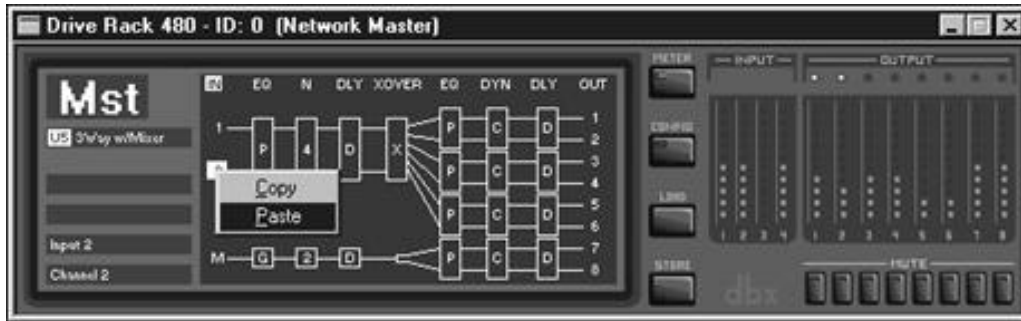 Drive Rack 480 - ID: 0 (Network Master)
Mst
US 3Way w/Mixer
Input 2
Channel 2
IN EQ N DLY XOVER EQ DYN DLY OUT
1 P 4 D X P C D 1
2
P C D 3
4
Copy
Paste
P C D 5
6
M G 2 D P C D 7
8
METER
CONFIG
LINK
STORE
INPUT
1 2 3 4
OUTPUT
1 2 3 4 5 6 7 8
MUTE
dbx